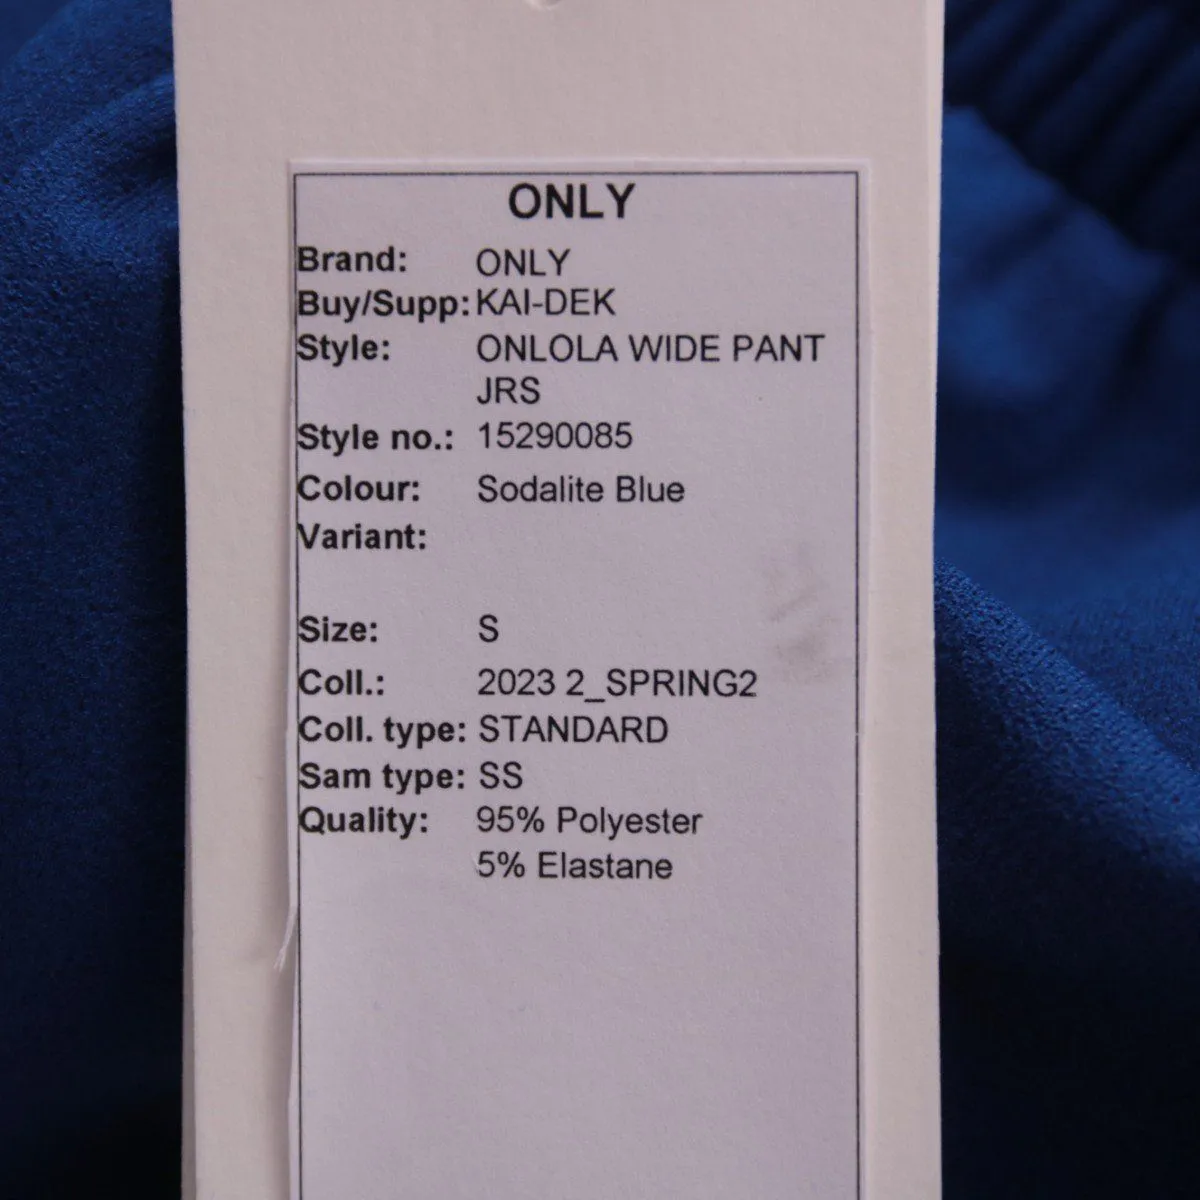 ONLY
Brand: ONLY
Buy/Supp: KAI-DEK
Style: ONLOLA WIDE PANT
JRS
Style no.: 15290085
Colour: Sodalite Blue
Variant:
Size: S
Coll.: 2023 2_SPRING2
Coll. type: STANDARD
Sam type: SS
Quality: 95% Polyester
5% Elastane